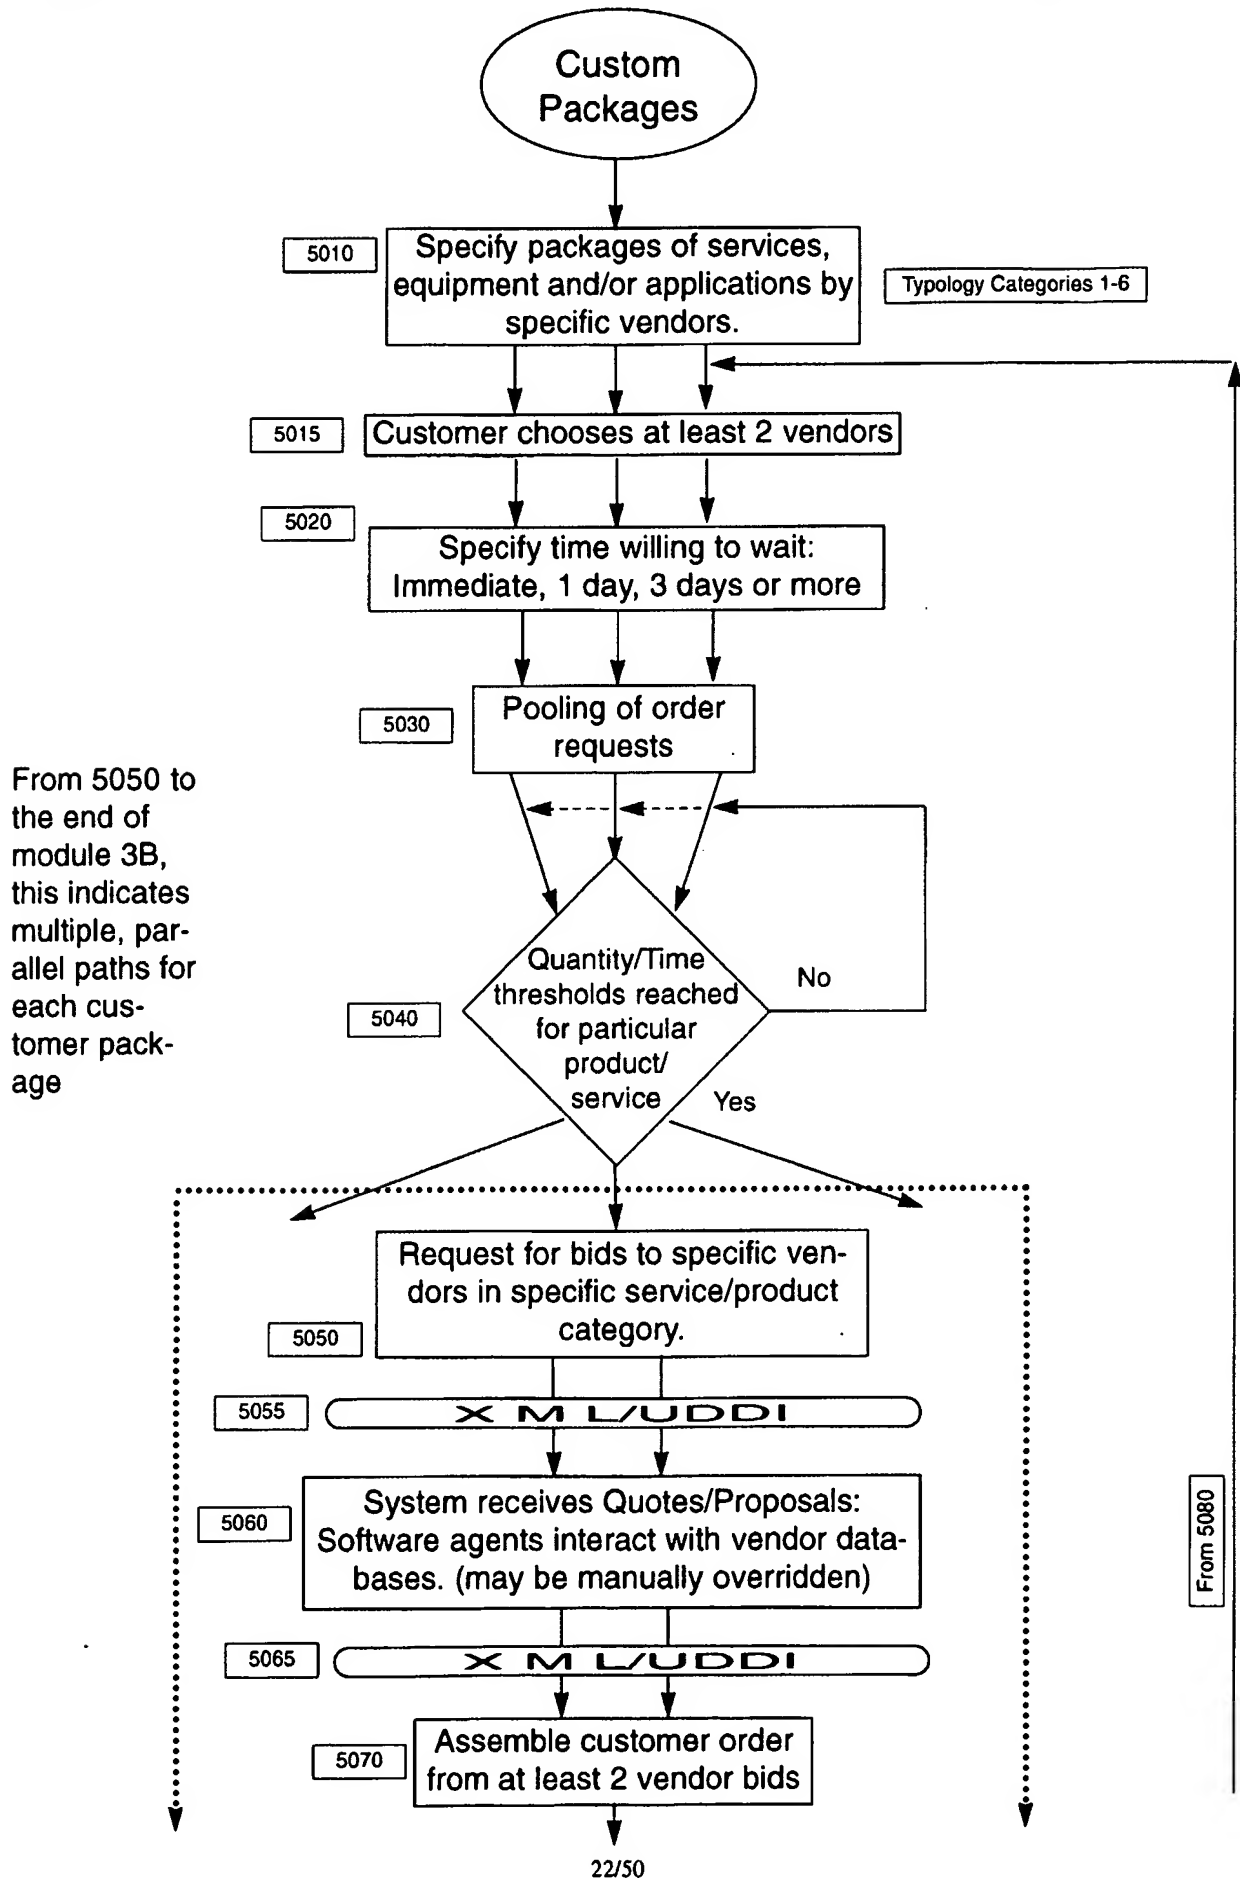 Custom
Packages
5010
Specify packages of services,
equipment and/or applications by
specific vendors.
Typology Categories 1-6
5015
Customer chooses at least 2 vendors
5020
Specify time willing to wait:
Immediate, 1 day, 3 days or more
5030
Pooling of order
requests
From 5050 to
the end of
module 3B,
this indicates
multiple, par-
allel paths for
each cus-
tomer pack-
age
5040
Quantity/Time
thresholds reached
for particular
product/
service
No
Yes
Request for bids to specific ven-
dors in specific service/product
category.
5050
5055
X M L/UDDI
5060
System receives Quotes/Proposals:
Software agents interact with vendor data-
bases. (may be manually overridden)
From 5080
5065
X M L/UDDI
5070
Assemble customer order
from at least 2 vendor bids
22/50